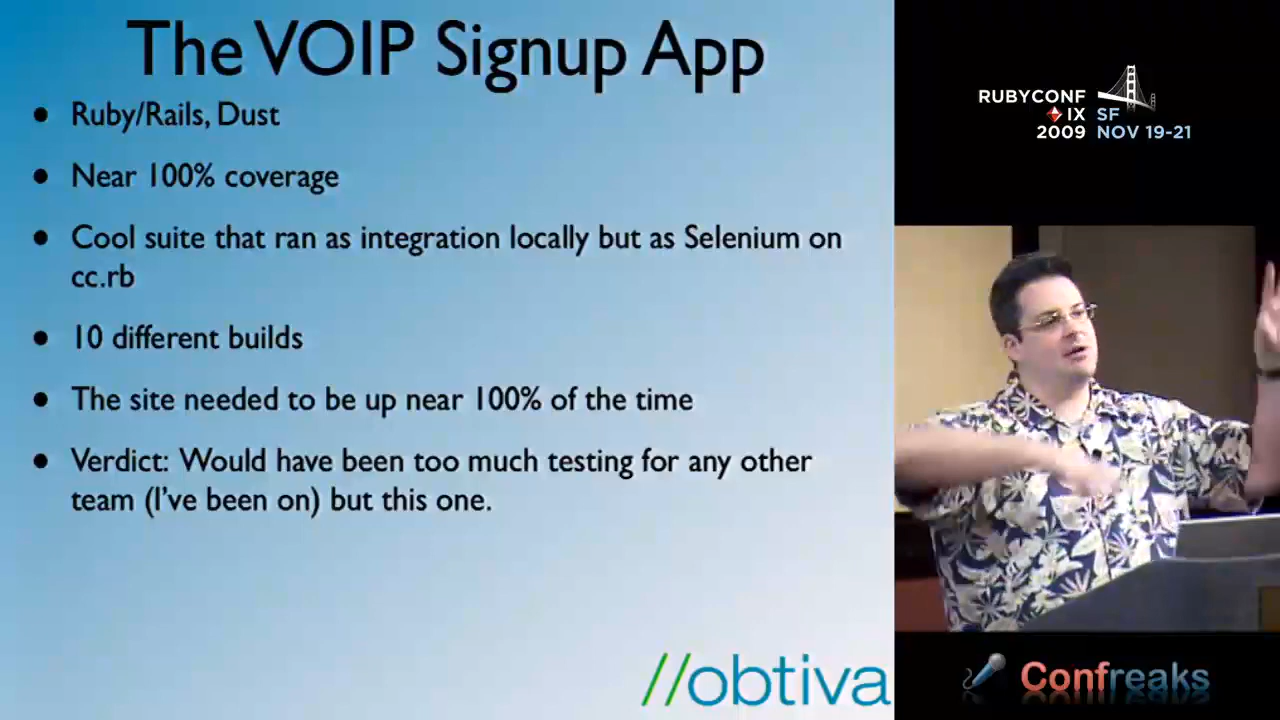 The VOIP Signup App
• Ruby/Rails, Dust
• Near 100% coverage
• Cool suite that ran as integration locally but as Selenium on
cc.rb
• 10 different builds
• The site needed to be up near 100% of the time
• Verdict: Would have been too much testing for any other
team (I've been on) but this one.
//obtiva
RUBYCONF
IX SF
2009 NOV 19-21
Confreaks